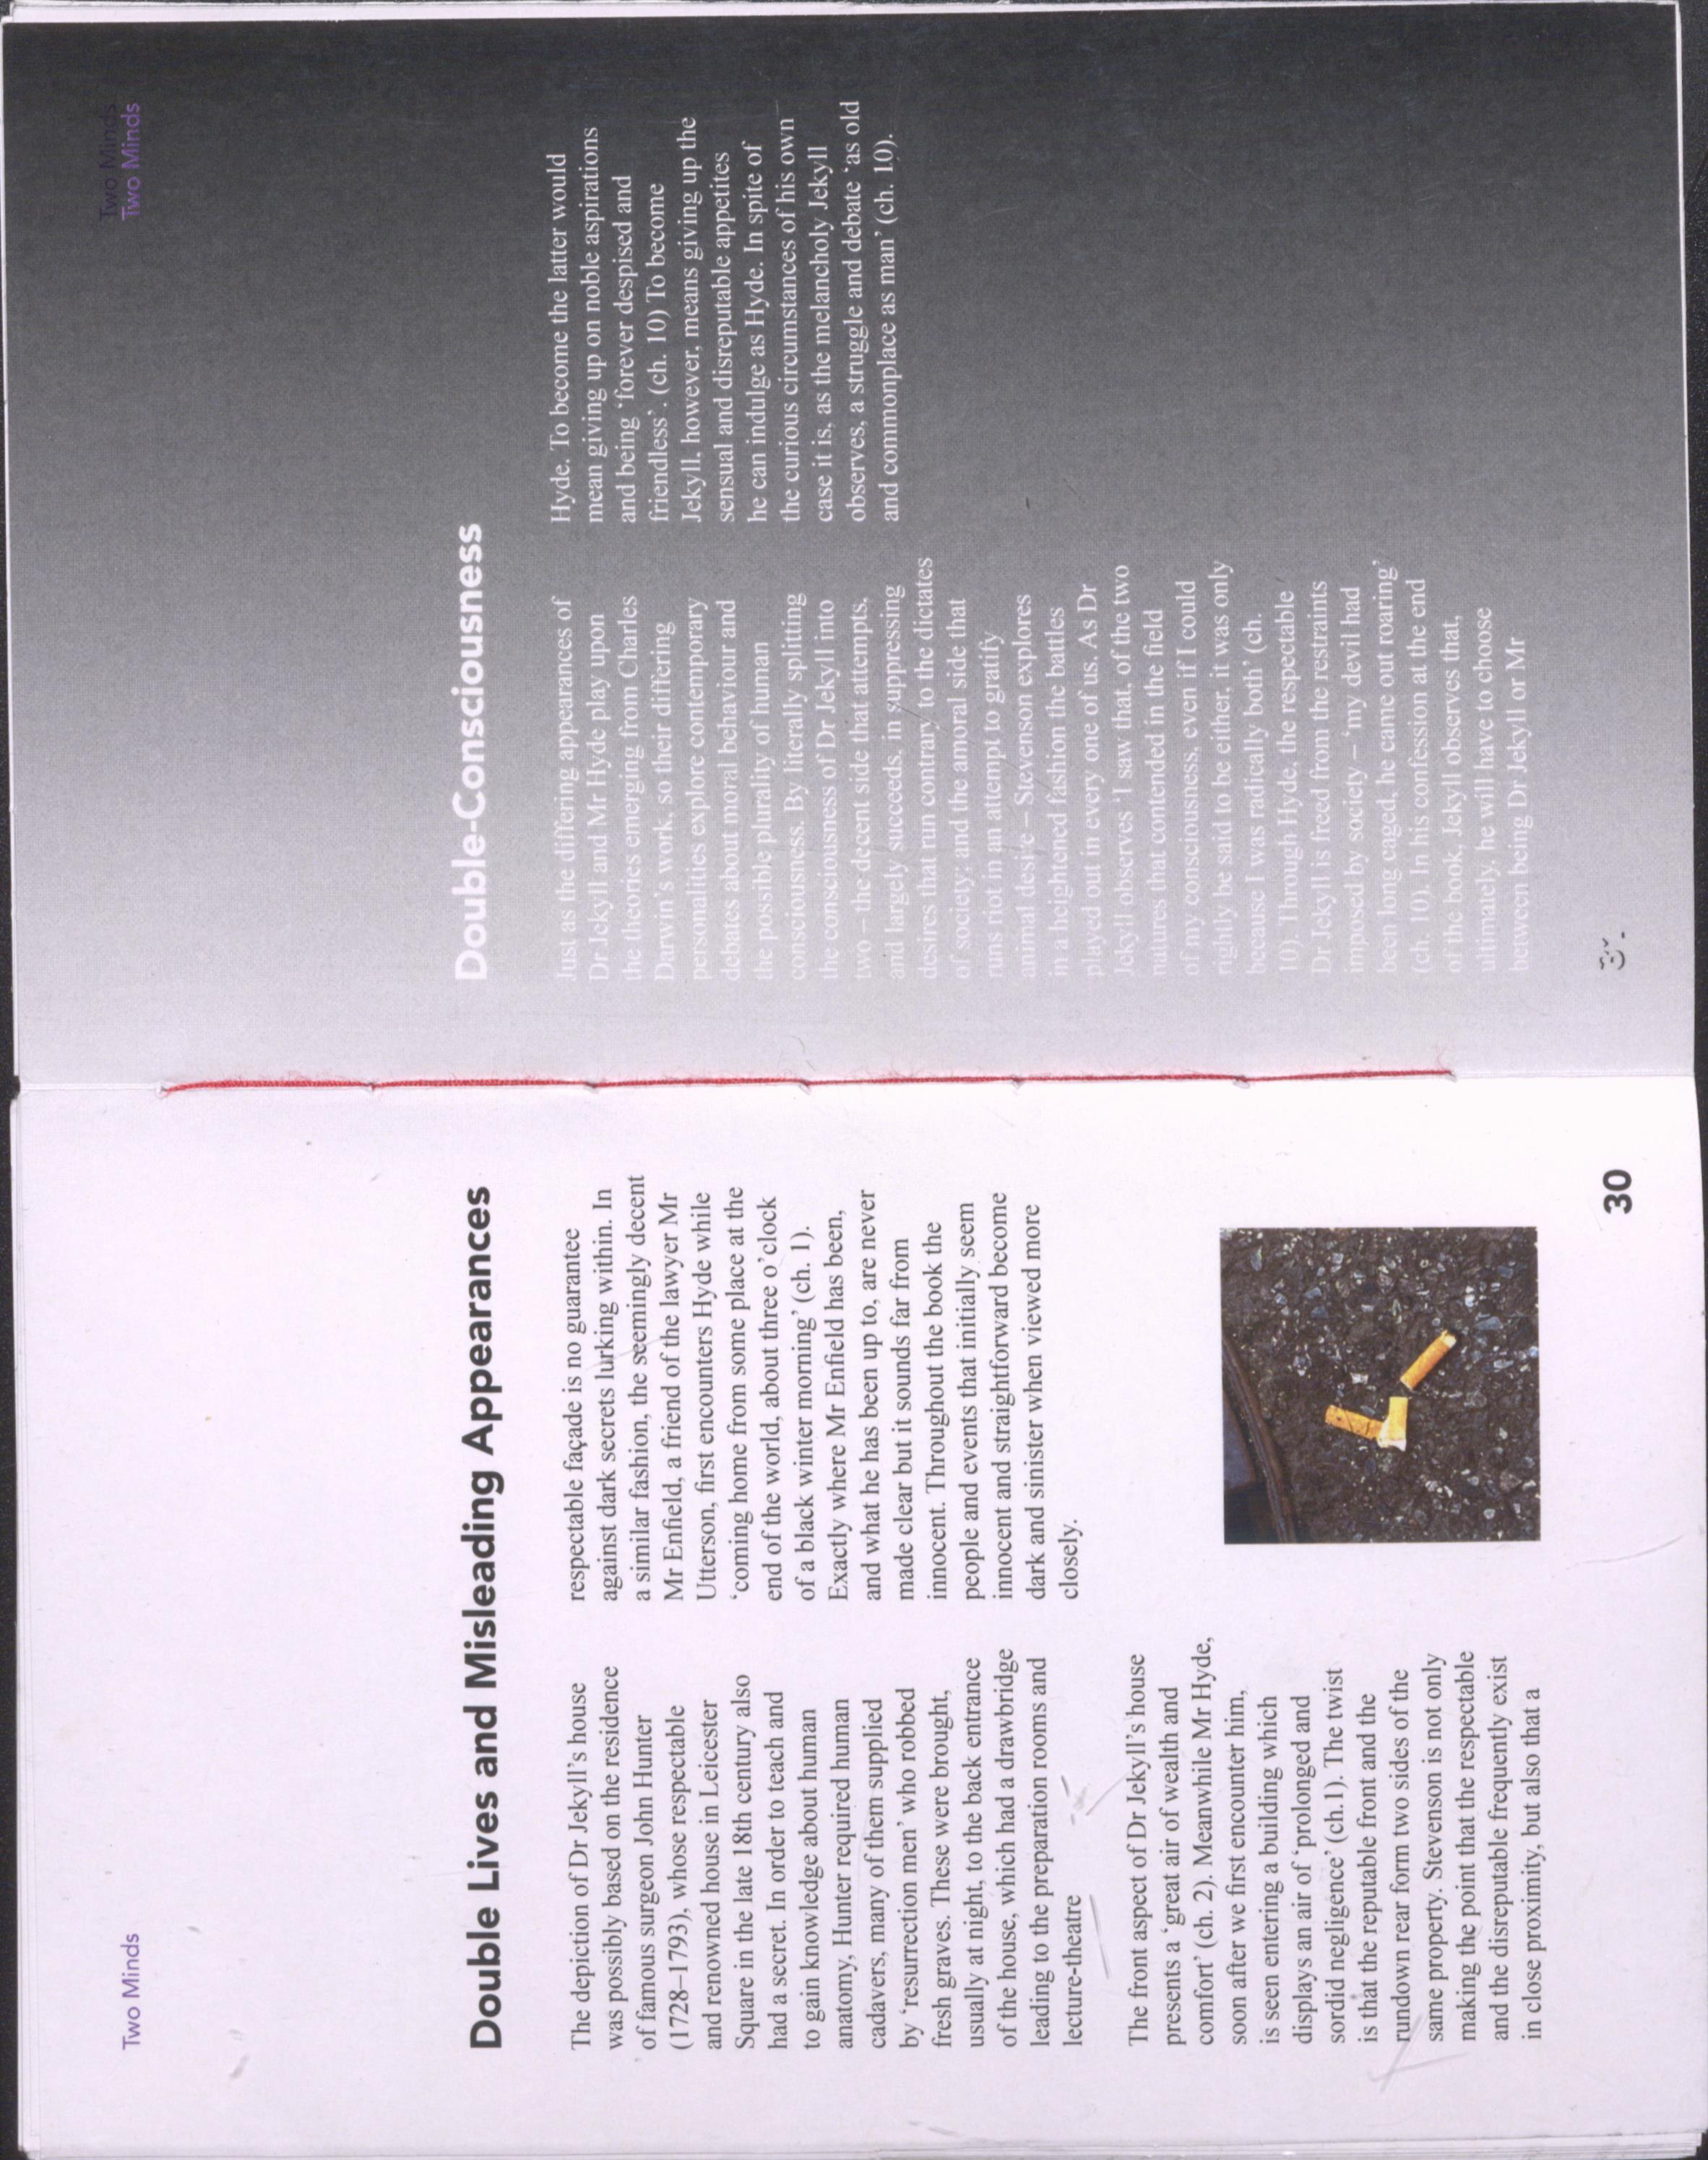 Two Minds
Double Lives and Misleading Appearances
The depiction of Dr Jekyll’s house
was possibly based on the residence
of famous surgeon John Hunter
(1728–1793), whose respectable
and renowned house in Leicester
Square in the late 18th century also
had a secret. In order to teach and
to gain knowledge about human
anatomy, Hunter required human
cadavers, many of them supplied
by ‘resurrection men’ who robbed
fresh graves. These were brought,
usually at night, to the back entrance
of the house, which had a drawbridge
leading to the preparation rooms and
lecture-theatre
The front aspect of Dr Jekyll’s house
presents a ‘great air of wealth and
comfort’ (ch. 2). Meanwhile Mr Hyde,
soon after we first encounter him,
is seen entering a building which
displays an air of ‘prolonged and
sordid negligence’ (ch.1). The twist
is that the reputable front and the
rundown rear form two sides of the
same property. Stevenson is not only
making the point that the respectable
and the disreputable frequently exist
in close proximity, but also that a
respectable façade is no guarantee
against dark secrets lurking within. In
a similar fashion, the seemingly decent
Mr Enfield, a friend of the lawyer Mr
Utterson, first encounters Hyde while
‘coming home from some place at the
end of the world, about three o’clock
of a black winter morning’ (ch. 1).
Exactly where Mr Enfield has been,
and what he has been up to, are never
made clear but it sounds far from
innocent. Throughout the book the
people and events that initially seem
innocent and straightforward become
dark and sinister when viewed more
closely.
30
Two Minds
Two Minds
Double-Consciousness
Just as the differing appearances of
Dr Jekyll and Mr Hyde play upon
the theories emerging from Charles
Darwin’s work, so their differing
personalities explore contemporary
debates about moral behaviour and
the possible plurality of human
consciousness. By literally splitting
the consciousness of Dr Jekyll into
two – the decent side that attempts,
and largely succeeds, in suppressing
desires that run contrary to the dictates
of society; and the amoral side that
runs riot in an attempt to gratify
animal desire – Stevenson explores
in a heightened fashion the battles
played out in every one of us. As Dr
Jekyll observes ‘I saw that, of the two
natures that contended in the field
of my consciousness, even if I could
rightly be said to be either, it was only
because I was radically both’ (ch.
10). Through Hyde, the respectable
Dr Jekyll is freed from the restraints
imposed by society – ‘my devil had
been long caged, he came out roaring’
(ch. 10). In his confession at the end
of the book, Jekyll observes that,
ultimately, he will have to choose
between being Dr Jekyll or Mr
Hyde. To become the latter would
mean giving up on noble aspirations
and being ‘forever despised and
friendless’. (ch. 10) To become
Jekyll, however, means giving up the
sensual and disreputable appetites
he can indulge as Hyde. In spite of
the curious circumstances of his own
case it is, as the melancholy Jekyll
observes, a struggle and debate ‘as old
and commonplace as man’ (ch. 10).
31